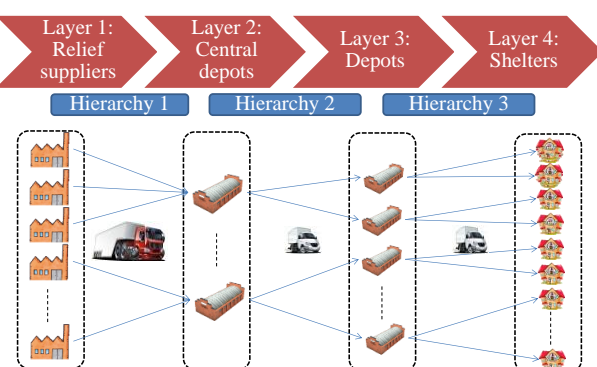 Layer 1:
Relief
suppliers
Layer 2:
Central
depots
Layer 3:
Depots
Layer 4:
Shelters
Hierarchy 1
Hierarchy 2
Hierarchy 3